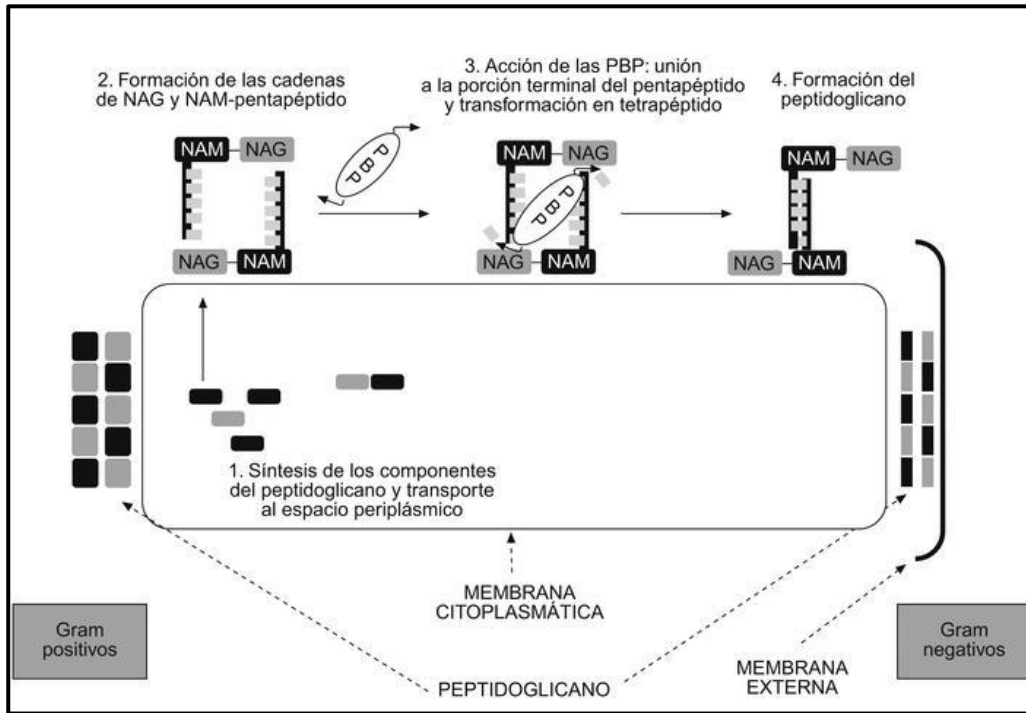 2. Formación de las cadenas
de NAG y NAM-pentapéptido
3. Acción de las PBP: unión
a la porción terminal del pentapéptido
y transformación en tetrapéptido
4. Formación del
peptidoglicano
NAM
NAG
PBP
NAG
NAM
NAM
NAG
PBP
NAG
NAM
NAM
NAG
NAG
NAM
1. Síntesis de los componentes
del peptidoglicano y transporte
al espacio periplásmico
MEMBRANA
CITOPLASMÁTICA
Gram
positivos
PEPTIDOGLICANO
MEMBRANA
EXTERNA
Gram
negativos